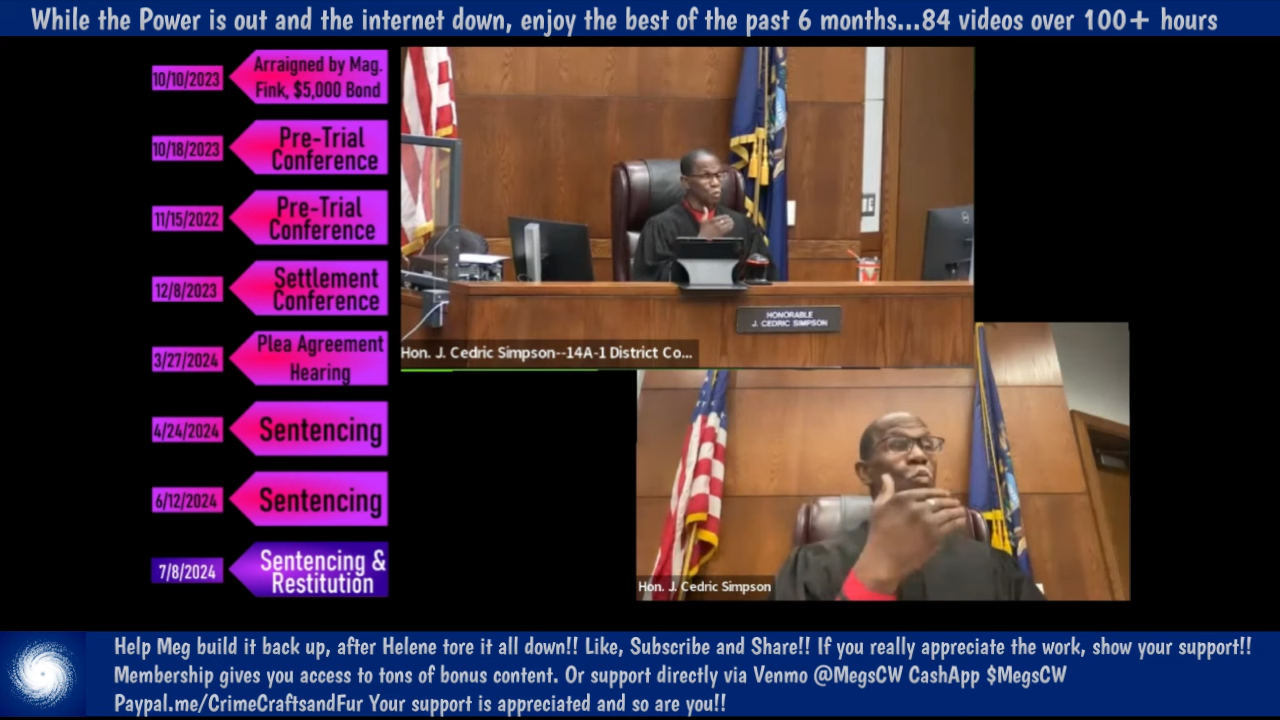 While the Power is out and the internet down, enjoy the best of the past 6 months...84 videos over 100+ hours
10/10/2023
Arraigned by Mag.
Fink, $5,000 Bond
10/18/2023
Pre-Trial
Conference
11/15/2022
Pre-Trial
Conference
12/8/2023
Settlement
Conference
3/27/2024
Plea Agreement
Hearing
4/24/2024
Sentencing
6/12/2024
Sentencing
7/8/2024
Sentencing &
Restitution
HONORABLE
J. CEDRIC SIMPSON
Hon. J. Cedric Simpson--14A-1 District Co...
Hon. J. Cedric Simpson
Help Meg build it back up, after Helene tore it all down!! Like, Subscribe and Share!! If you really appreciate the work, show your support!!
Membership gives you access to tons of bonus content. Or support directly via Venmo @MegsCW CashApp $MegsCW
Paypal.me/CrimeCraftsandFur Your support is appreciated and so are you!!